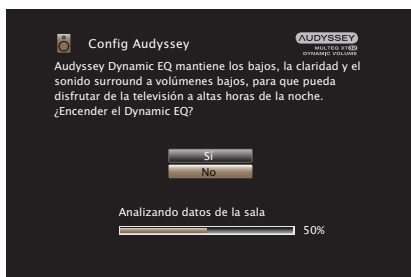 Config Audyssey
AUDYSSEY
MULTEQ XT32
DYNAMIC VOLUME
Audyssey Dynamic EQ mantiene los bajos, la claridad y el
sonido surround a volúmenes bajos, para que pueda
disfrutar de la televisión a altas horas de la noche.
¿Encender el Dynamic EQ?
Sí
No
Analizando datos de la sala
50%